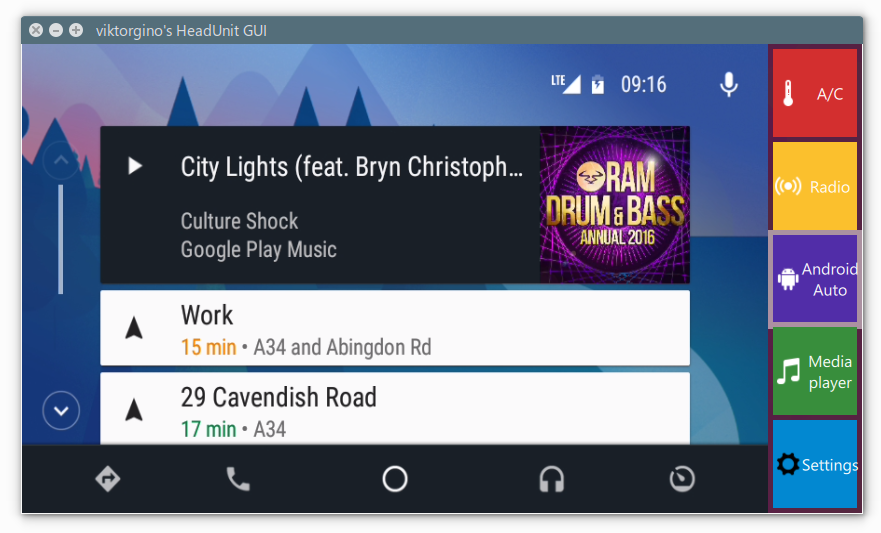 viktorgino's HeadUnit GUI
LTE 09:16
City Lights (feat. Bryn Christoph…
Culture Shock
Google Play Music
RAM
DRUM & BASS
ANNUAL 2016
Work
15 min • A34 and Abingdon Rd
29 Cavendish Road
17 min • A34
A/C
Radio
Android
Auto
Media
player
Settings